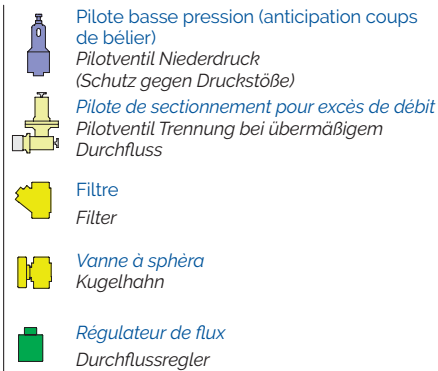 Pilote basse pression (anticipation coups
de bélier)
Pilotventil Niederdruck
(Schutz gegen Druckstöße)
Pilote de sectionnement pour excès de débit
Pilotventil Trennung bei übermäßigem
Durchfluss
Filtre
Filter
Vanne à sphèra
Kugelhahn
Régulateur de flux
Durchflussregler